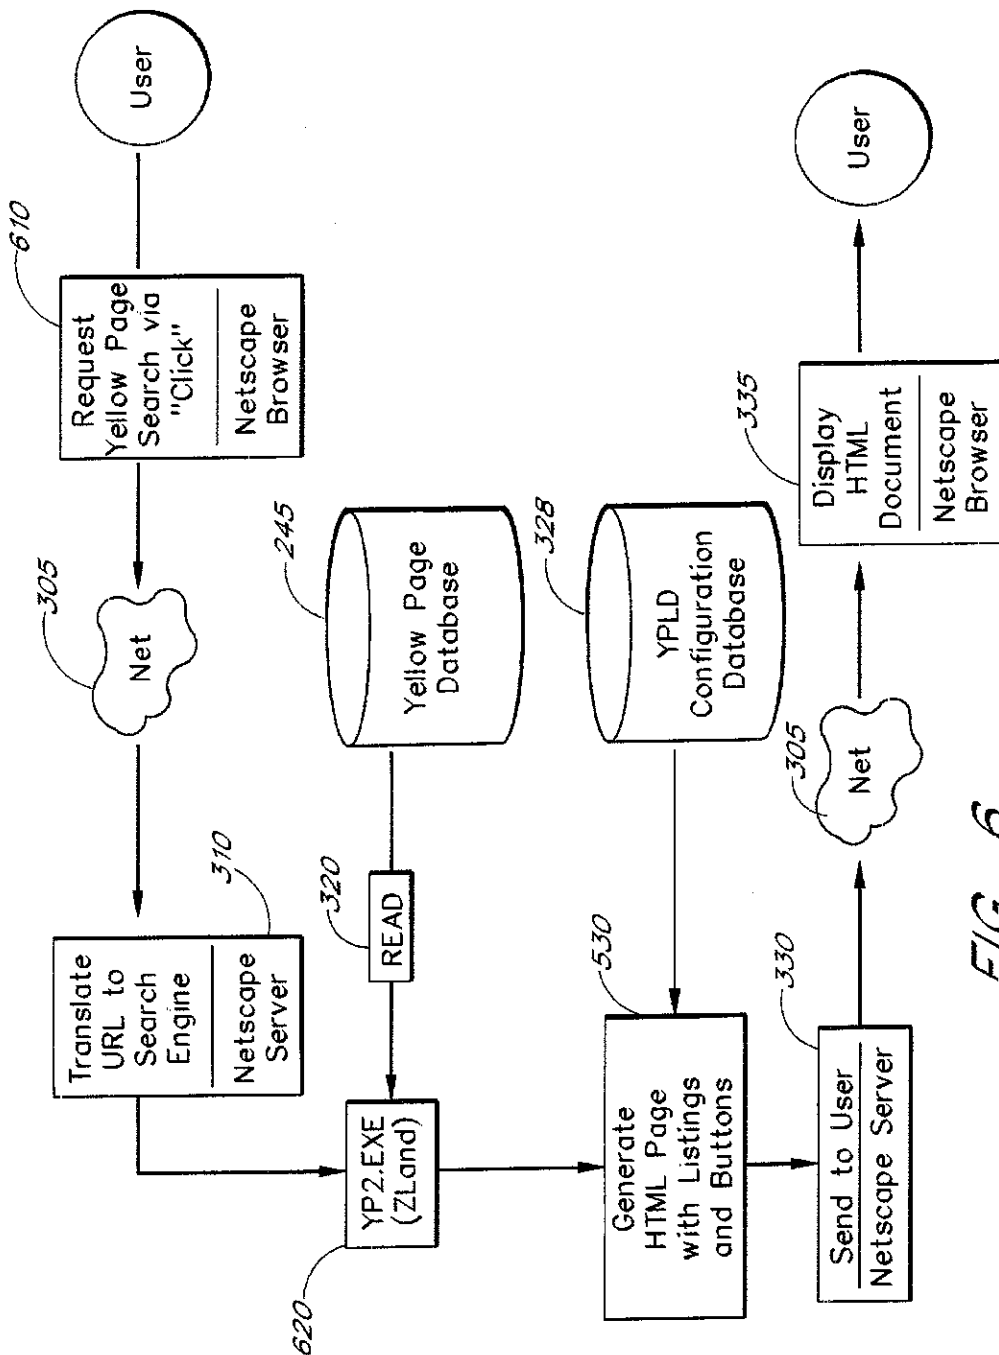 User
610
Request
Yellow Page
Search via
"Click"
Netscape
Browser
305
Net
310
Translate
URL to
Search
Engine
Netscape
Server
620
YP2.EXE
(ZLand)
320
READ
245
Yellow Page
Database
530
Generate
HTML Page
with Listings
and Buttons
328
YPLD
Configuration
Database
330
Send to User
Netscape Server
305
Net
335
Display
HTML
Document
Netscape
Browser
User
FIG. 6